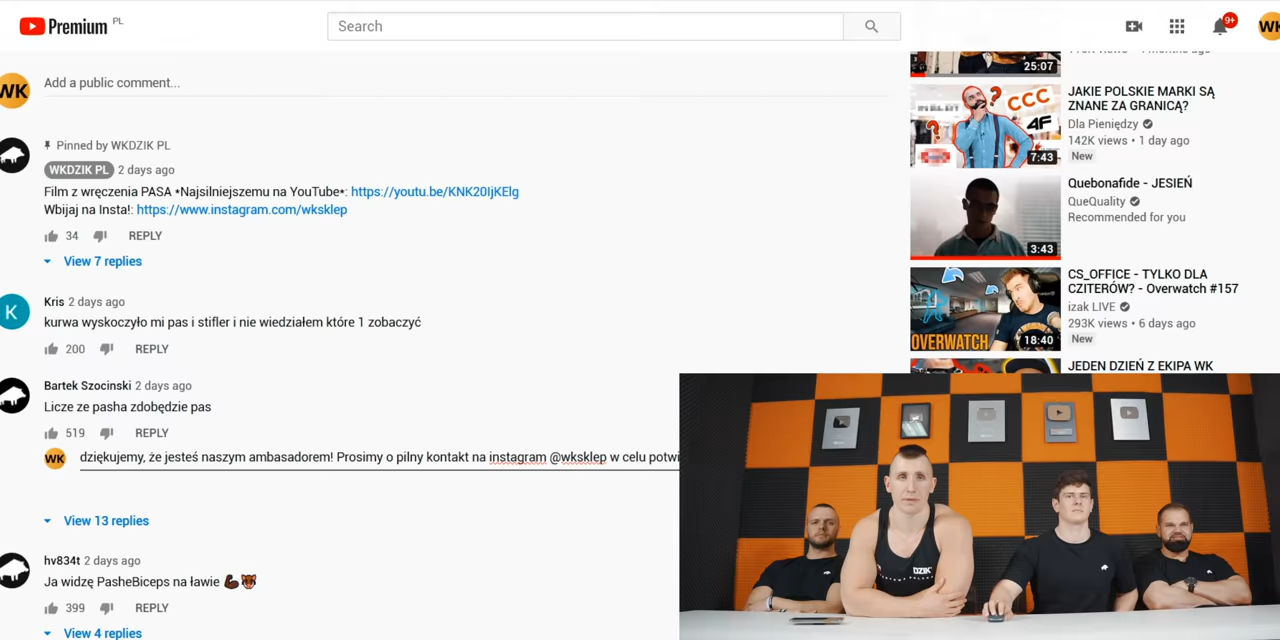 Premium PL
Search
9+
WK
WK
Add a public comment...
Pinned by WKDZIK PL
WKDZIK PL 2 days ago
Film z wręczenia PASA *Najsilniejszemu na YouTube*: https://youtu.be/KNK20IjKElg
Wbijaj na Insta!: https://www.instagram.com/wksklep
34 REPLY
View 7 replies
K
Kris 2 days ago
kurwa wyskoczyło mi pas i stifler i nie wiedziałem które 1 zobaczyć
200 REPLY
Bartek Szocinski 2 days ago
Licze ze pasha zdobędzie pas
519 REPLY
WK dziękujemy, że jesteś naszym ambasadorem! Prosimy o pilny kontakt na instagram @wksklep w celu potwi
View 13 replies
hv834t 2 days ago
Ja widzę PasheBiceps na ławie 💪🐯
399 REPLY
View 4 replies
25:07
CCC
4F
7:43
JAKIE POLSKIE MARKI SĄ
ZNANE ZA GRANICĄ?
Dla Pieniędzy
142K views • 1 day ago
New
3:43
Quebonafide - JESIEŃ
QueQuality
Recommended for you
OVERWATCH
18:40
CS_OFFICE - TYLKO DLA
CZITERÓW? - Overwatch #157
izak LIVE
293K views • 6 days ago
New
JEDEN DZIEŃ Z EKIPA WK
DZIK